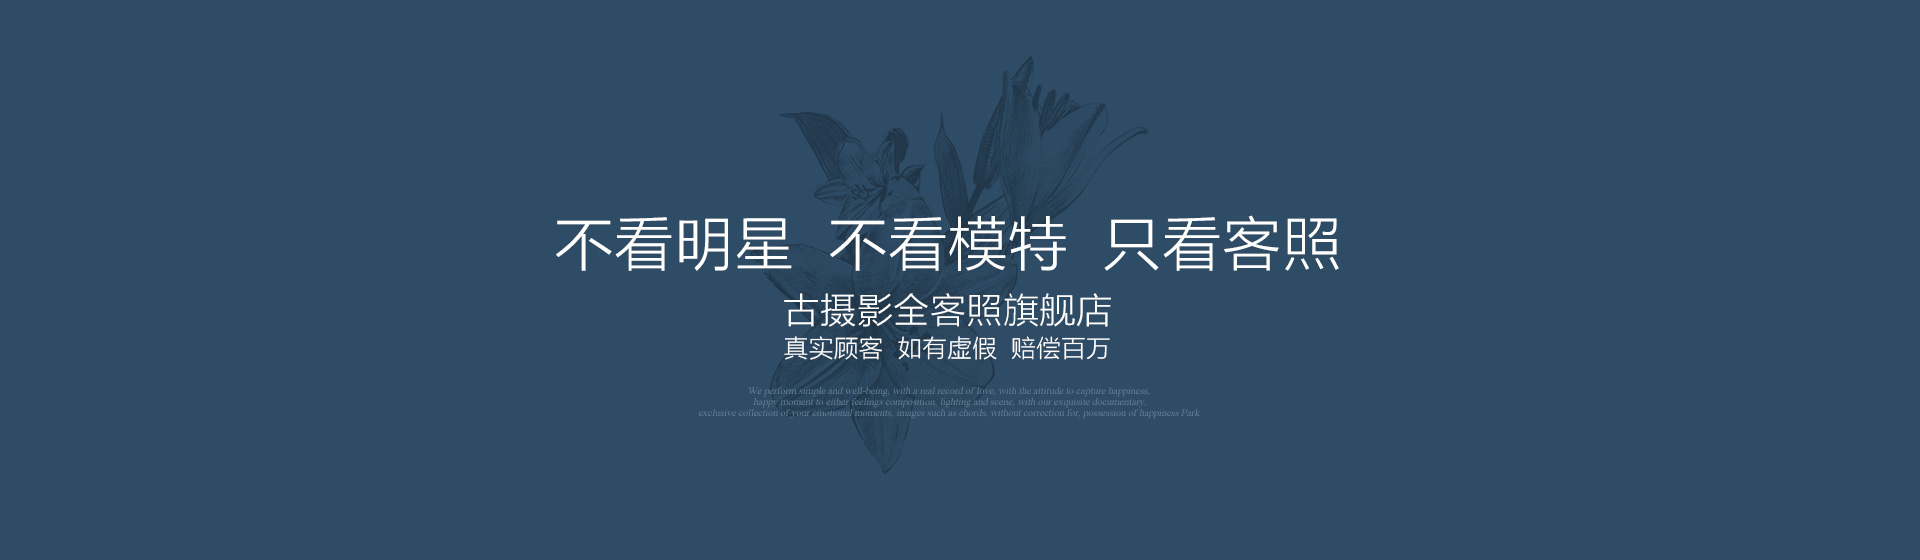 不看明星 不看模特 只看客照
古摄影全客照旗舰店
真实顾客 如有虚假 赔偿百万
We perform simple and well-being, with a real record of love, with the attitude to capture happiness,
happy moment to either feelings composition, lighting and scene, with our exquisite documentary,
exclusive collection of your emotional moments, images such as chords, without correction for, possession of happiness Park